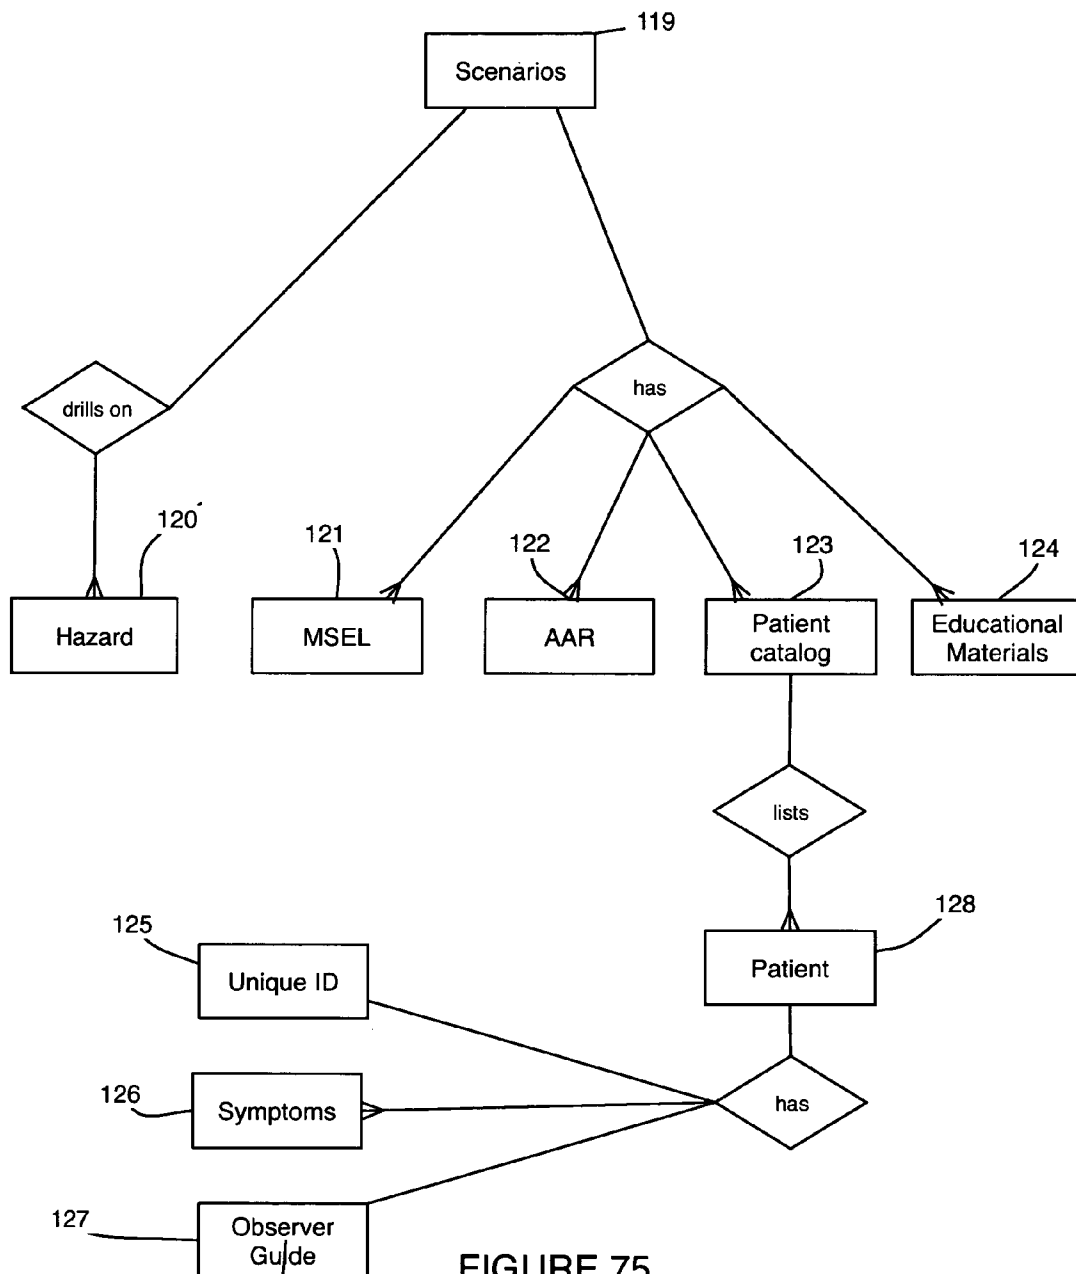 119
Scenarios
drills on
has
120
121
122
123
124
Hazard
MSEL
AAR
Patient
catalog
Educational
Materials
lists
125
128
Unique ID
Patient
126
Symptoms
has
127
Observer
Guide
FIGURE 75